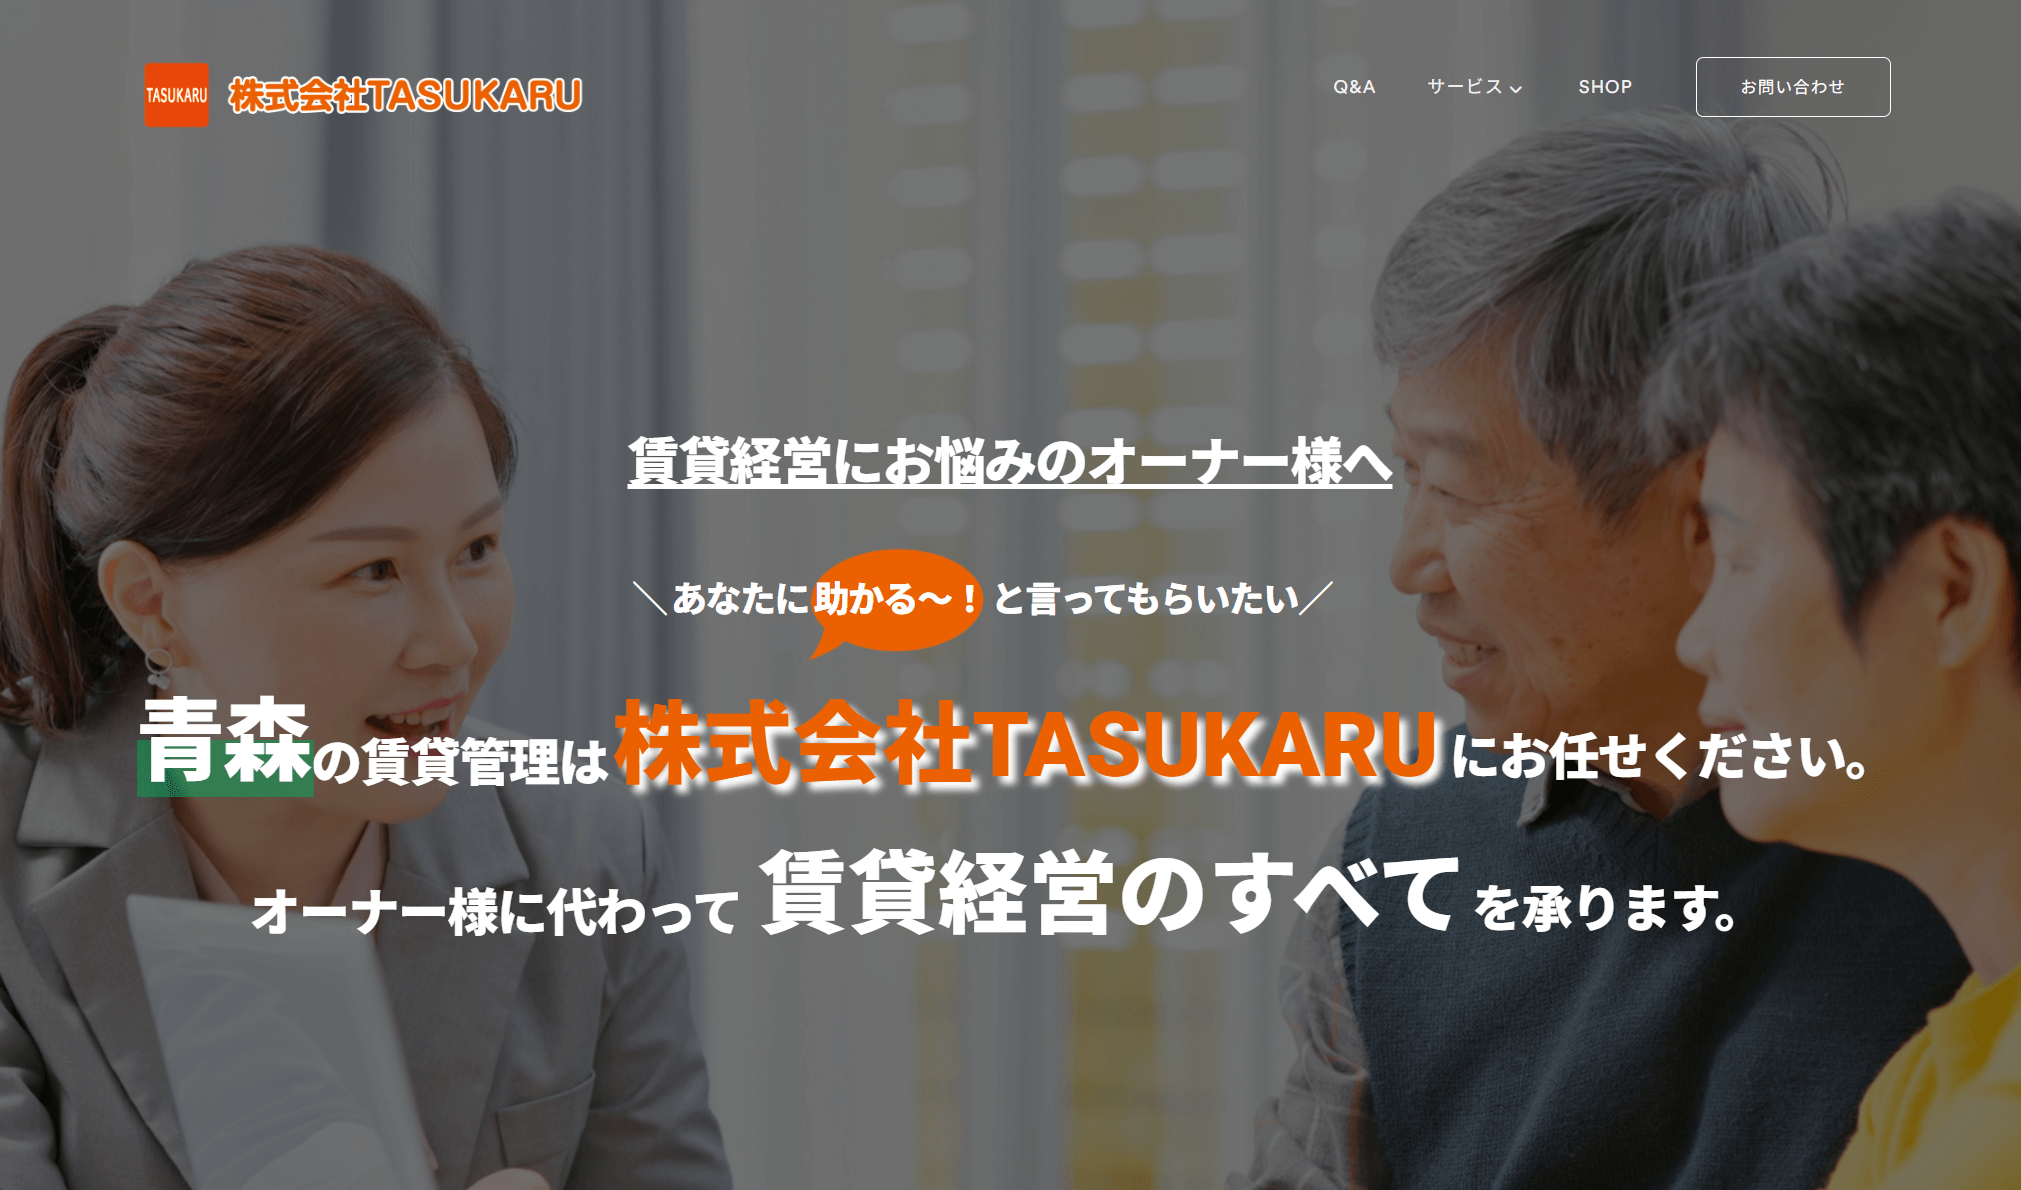 TASUKARU 株式会社TASUKARU
Q&A サービス SHOP お問い合わせ
賃貸経営にお悩みのオーナー様へ
＼あなたに助かる〜！と言ってもらいたい／
青森の賃貸管理は株式会社TASUKARUにお任せください。
オーナー様に代わって賃貸経営のすべてを承ります。